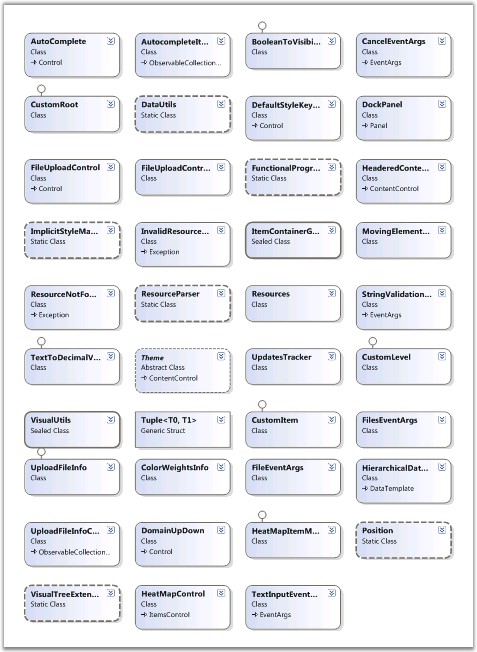 AutoComplete
Class
Control
AutocompleteIt...
Class
ObservableCollection...
BooleanToVisibi...
Class
CancelEventArgs
Class
EventArgs
CustomRoot
Class
DataUtils
Static Class
DefaultStyleKey...
Class
Control
DockPanel
Class
Panel
FileUploadControl
Class
Control
FileUploadContr...
Class
FunctionalProgr...
Static Class
HeaderedConte...
Class
ContentControl
ImplicitStyleMa...
Static Class
InvalidResource...
Class
Exception
ItemContainerG...
Sealed Class
MovingElement...
Class
ResourceNotFo...
Class
Exception
ResourceParser
Static Class
Resources
Class
StringValidation...
Class
EventArgs
TextToDecimalV...
Class
Theme
Abstract Class
ContentControl
UpdatesTracker
Class
CustomLevel
Class
VisualUtils
Sealed Class
Tuple<T0, T1>
Generic Struct
CustomItem
Class
FilesEventArgs
Class
UploadFileInfo
Class
ColorWeightsInfo
Class
FileEventArgs
Class
HierarchicalDat...
Class
DataTemplate
UploadFileInfoC...
Class
ObservableCollection...
DomainUpDown
Class
Control
HeatMapItemM...
Class
Position
Static Class
VisualTreeExten...
Static Class
HeatMapControl
Class
ItemsControl
TextInputEvent...
Class
EventArgs